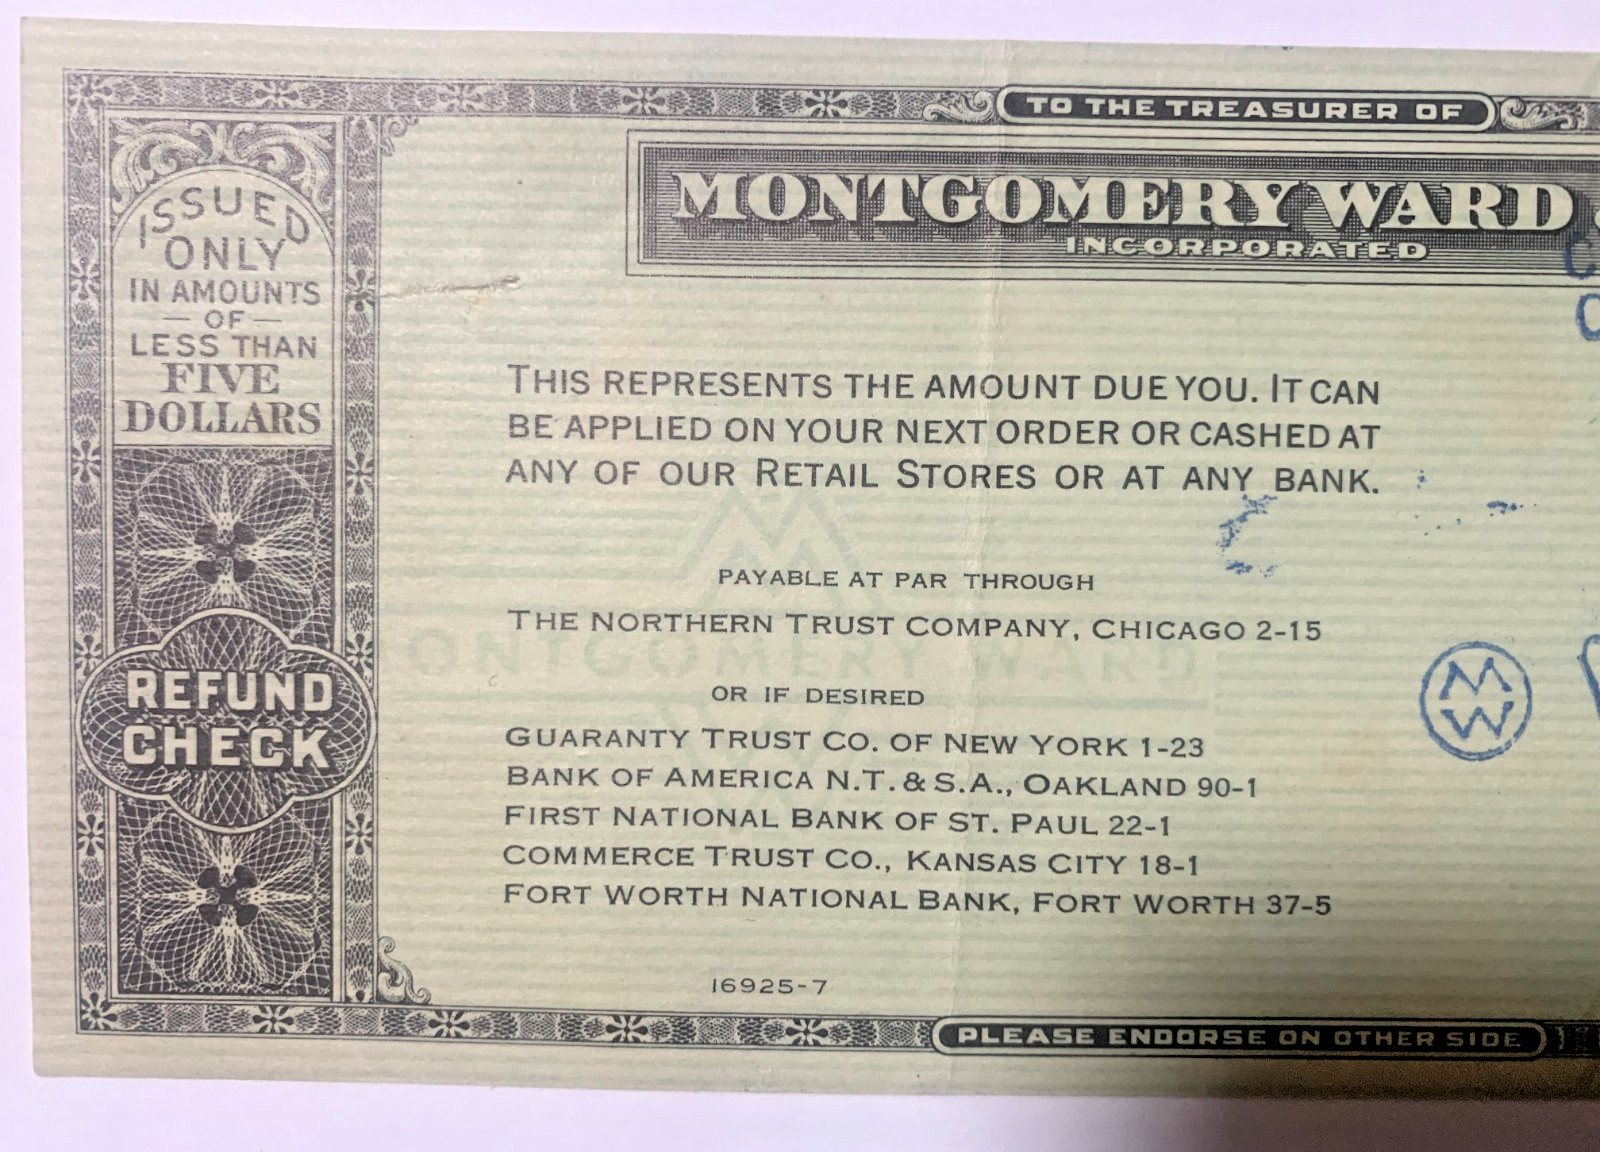 TO THE TREASURER OF
MONTGOMERY WARD
INCORPORATED
ISSUED
ONLY
IN AMOUNTS
—OF—
LESS THAN
FIVE
DOLLARS
REFUND
CHECK
THIS REPRESENTS THE AMOUNT DUE YOU. IT CAN
BE APPLIED ON YOUR NEXT ORDER OR CASHED AT
ANY OF OUR RETAIL STORES OR AT ANY BANK.
PAYABLE AT PAR THROUGH
THE NORTHERN TRUST COMPANY, CHICAGO 2-15
MONTGOMERY WARD
OR IF DESIRED
GUARANTY TRUST CO. OF NEW YORK 1-23
BANK OF AMERICA N.T. & S.A., OAKLAND 90-1
FIRST NATIONAL BANK OF ST. PAUL 22-1
COMMERCE TRUST CO., KANSAS CITY 18-1
FORT WORTH NATIONAL BANK, FORT WORTH 37-5
MW
16925-7
PLEASE ENDORSE ON OTHER SIDE